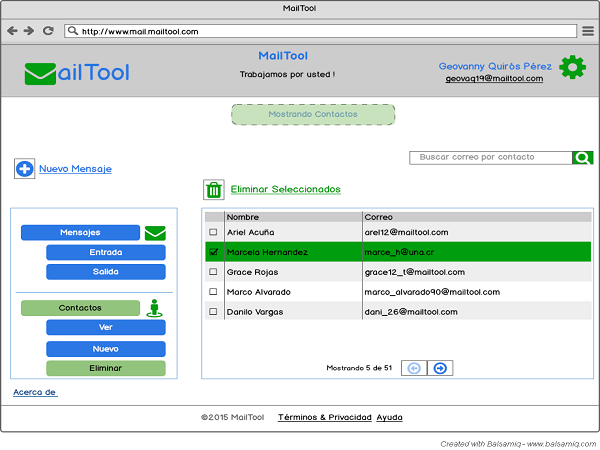 MailTool
http://www.mail.mailtool.com
ailTool
MailTool
Trabajamos por usted !
Geovanny Quirós Pérez
geovaq19@mailtool.com
Mostrando Contactos
Buscar correo por contacto
Nuevo Mensaje
Eliminar Seleccionados
Mensajes
Entrada
Salida
Contactos
Ver
Nuevo
Eliminar
Nombre Correo
Ariel Acuña arel12@mailtool.com
Marcela Hernandez marce_h@una.cr
Grace Rojas grace12_t@mailtool.com
Marco Alvarado marco_alvarado90@mailtool.com
Danilo Vargas dani_26@mailtool.com
Mostrando 5 de 51
Acerca de
©2015 MailTool Términos & Privacidad Ayuda
Created with Balsamiq - www.balsamiq.com